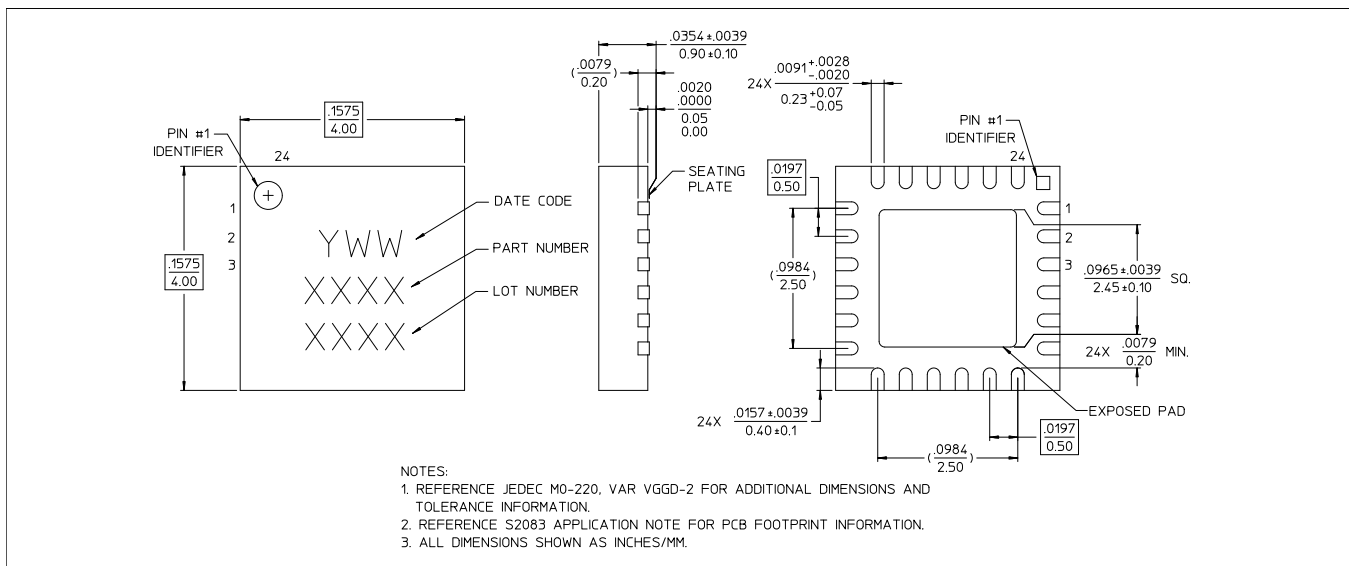 .1575
4.00
PIN #1
IDENTIFIER
24
1
2
3
.1575
4.00
DATE CODE
YWW
PART NUMBER
XXXX
LOT NUMBER
XXXX
.0354±.0039
0.90±0.10
(.0079
0.20)
.0020
.0000
0.05
0.00
SEATING
PLATE
24X .0091+.0028
-.0020
0.23+0.07
-0.05
PIN #1
IDENTIFIER
24
.0197
0.50
1
2
3
(.0984
2.50)
.0965±.0039
2.45±0.10 SQ.
24X .0079
0.20 MIN.
EXPOSED PAD
24X .0157±.0039
0.40±0.1
.0197
0.50
(.0984
2.50)
NOTES:
1. REFERENCE JEDEC MO-220, VAR VGGD-2 FOR ADDITIONAL DIMENSIONS AND
TOLERANCE INFORMATION.
2. REFERENCE S2083 APPLICATION NOTE FOR PCB FOOTPRINT INFORMATION.
3. ALL DIMENSIONS SHOWN AS INCHES/MM.